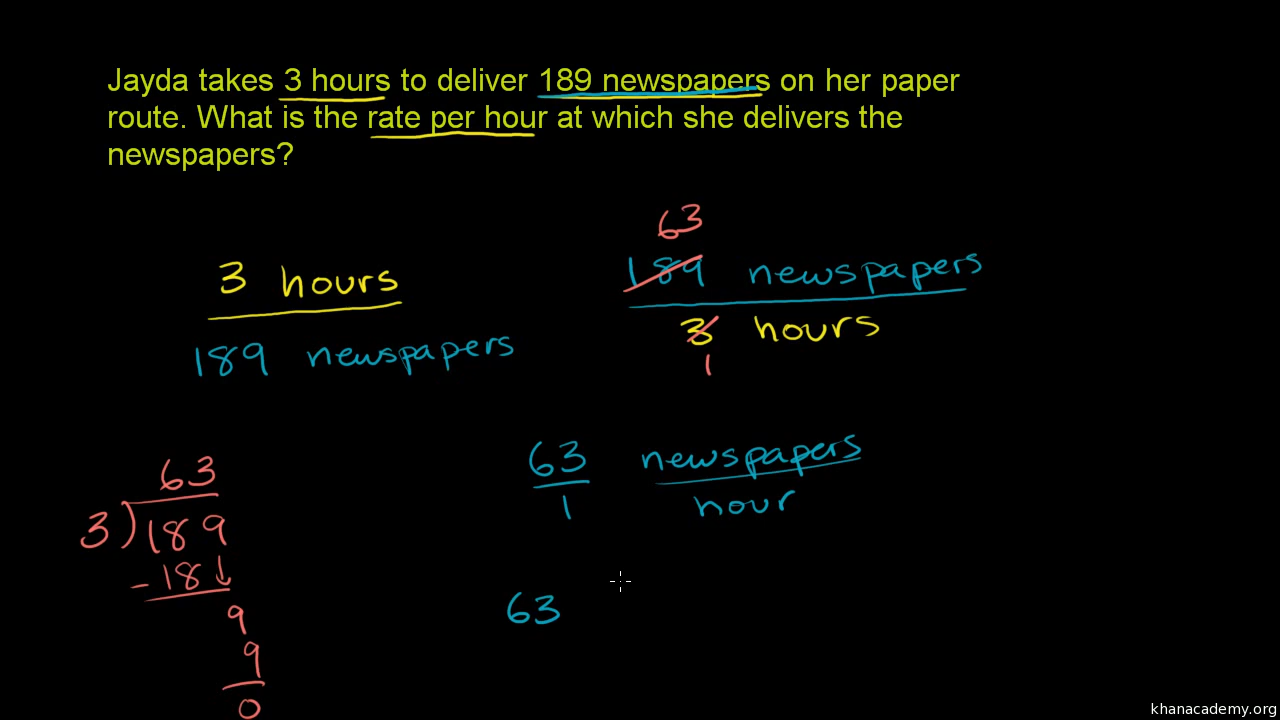 Jayda takes 3 hours to deliver 189 newspapers on her paper
route. What is the rate per hour at which she delivers the
newspapers?
3 hours
189 newspapers
63
189 newspapers
3 hours
1
63 newspapers
1 hour
63
3)189
-18↓
9
9
0
63
khanacademy.org